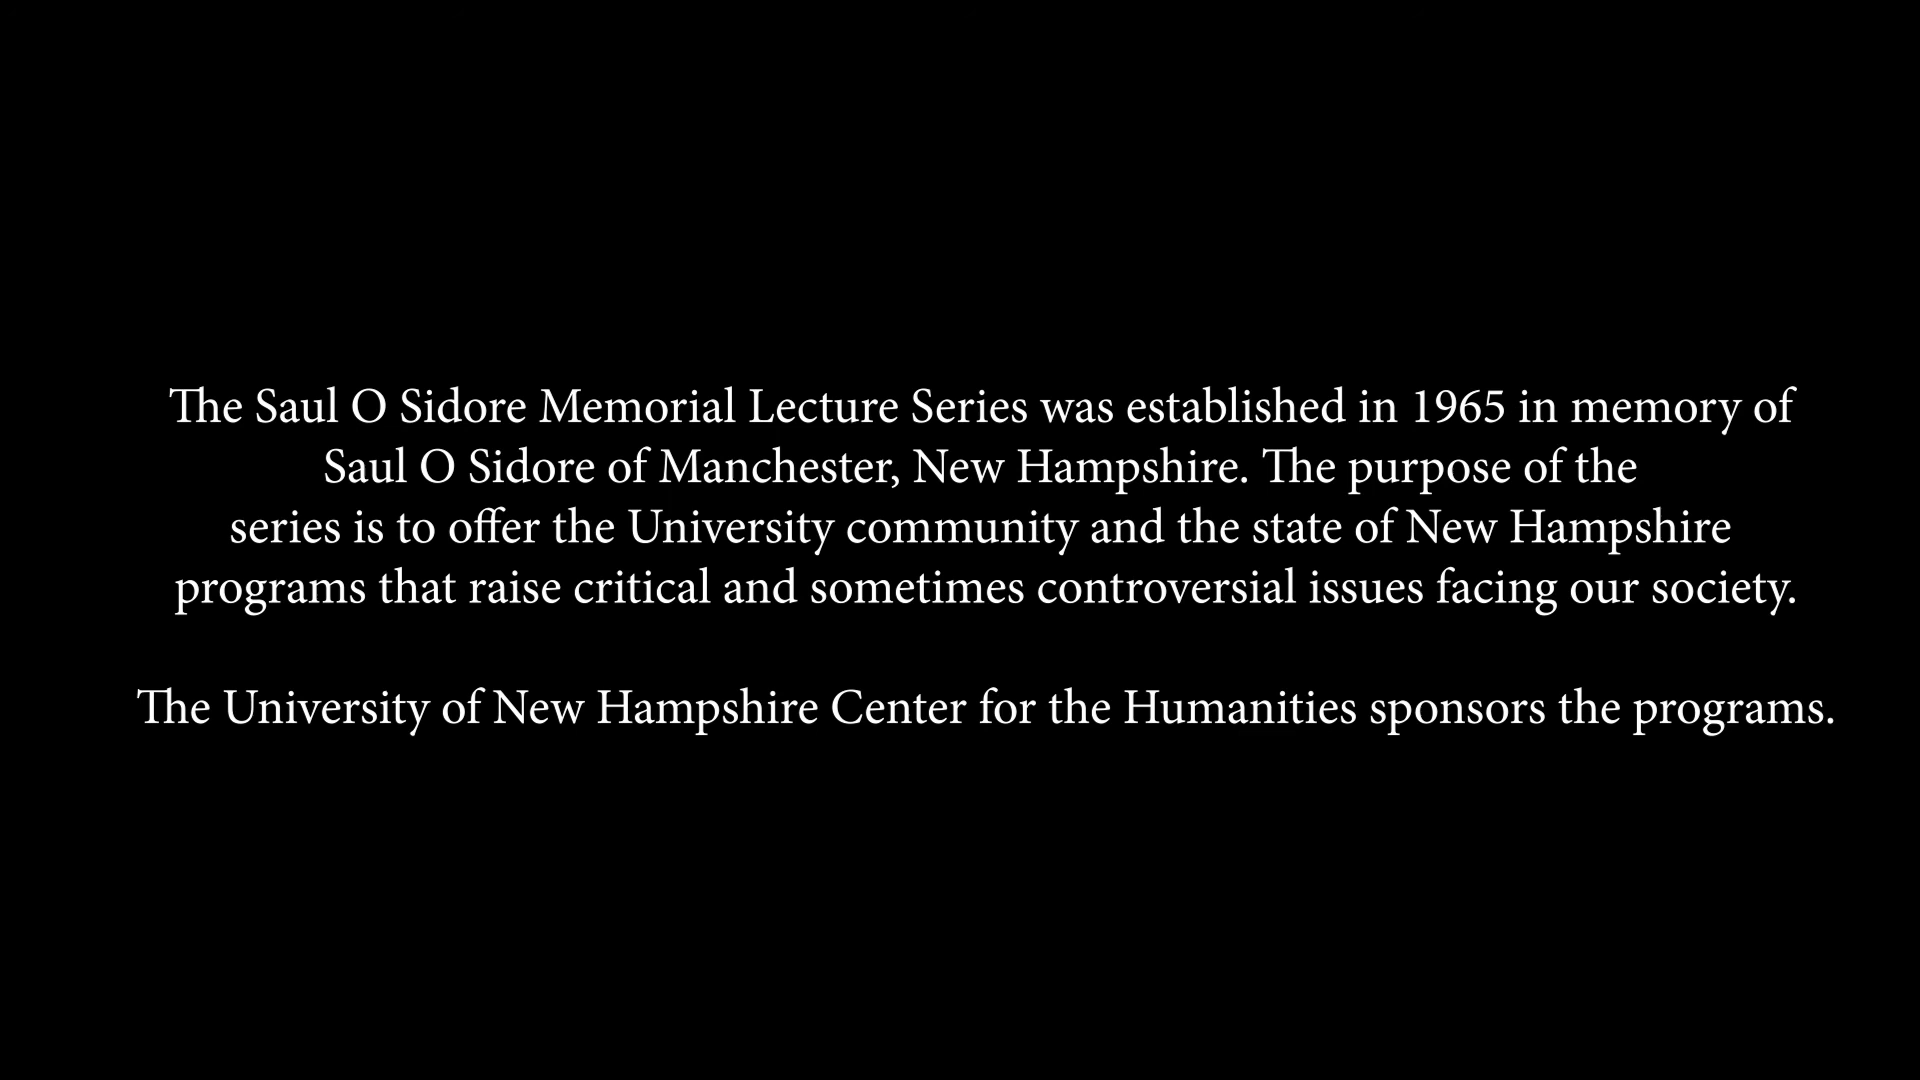 The Saul O Sidore Memorial Lecture Series was established in 1965 in memory of
Saul O Sidore of Manchester, New Hampshire. The purpose of the
series is to offer the University community and the state of New Hampshire
programs that raise critical and sometimes controversial issues facing our society.
The University of New Hampshire Center for the Humanities sponsors the programs.